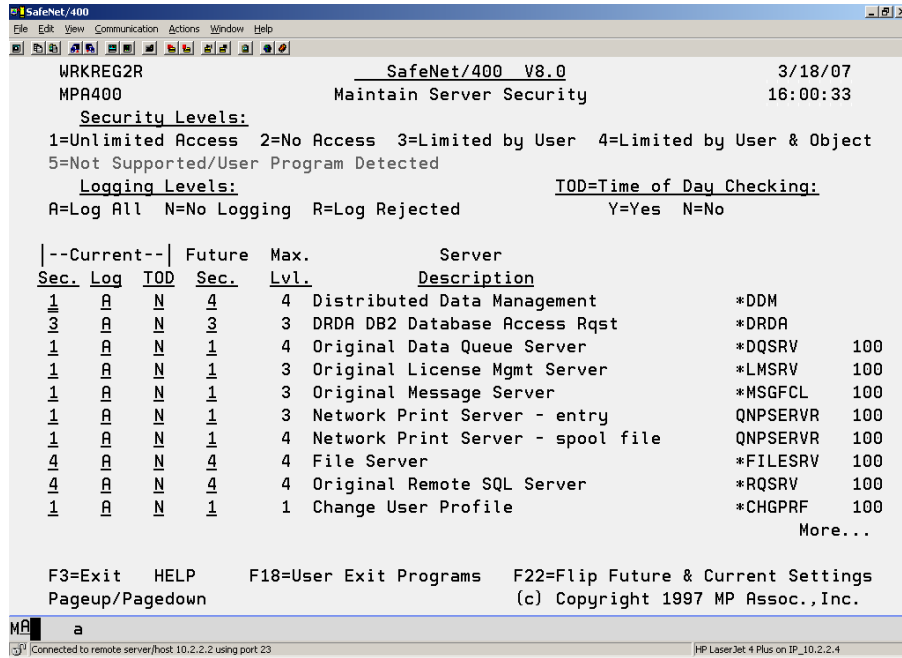 SafeNet/400
File Edit View Communication Actions Window Help
WRKREG2R SafeNet/400 V8.0 3/18/07
MPA400 Maintain Server Security 16:00:33
Security Levels:
1=Unlimited Access 2=No Access 3=Limited by User 4=Limited by User & Object
5=Not Supported/User Program Detected
Logging Levels: TOD=Time of Day Checking:
A=Log All N=No Logging R=Log Rejected Y=Yes N=No
|--Current--| Future Max. Server
Sec. Log TOD Sec. Lvl. Description
1 A N 4 4 Distributed Data Management *DDM
3 A N 3 3 DRDA DB2 Database Access Rqst *DRDA
1 A N 1 4 Original Data Queue Server *DQSRV 100
1 A N 1 3 Original License Mgmt Server *LMSRV 100
1 A N 1 3 Original Message Server *MSGFCL 100
1 A N 1 3 Network Print Server - entry QNPSERVR 100
1 A N 1 4 Network Print Server - spool file QNPSERVR 100
4 A N 4 4 File Server *FILESRV 100
4 A N 4 4 Original Remote SQL Server *RQSRV 100
1 A N 1 1 Change User Profile *CHGPRF 100
More...
F3=Exit HELP F18=User Exit Programs F22=Flip Future & Current Settings
Pageup/Pagedown (c) Copyright 1997 MP Assoc.,Inc.
MA a
Connected to remote server/host 10.2.2.2 using port 23 HP LaserJet 4 Plus on IP_10.2.2.4